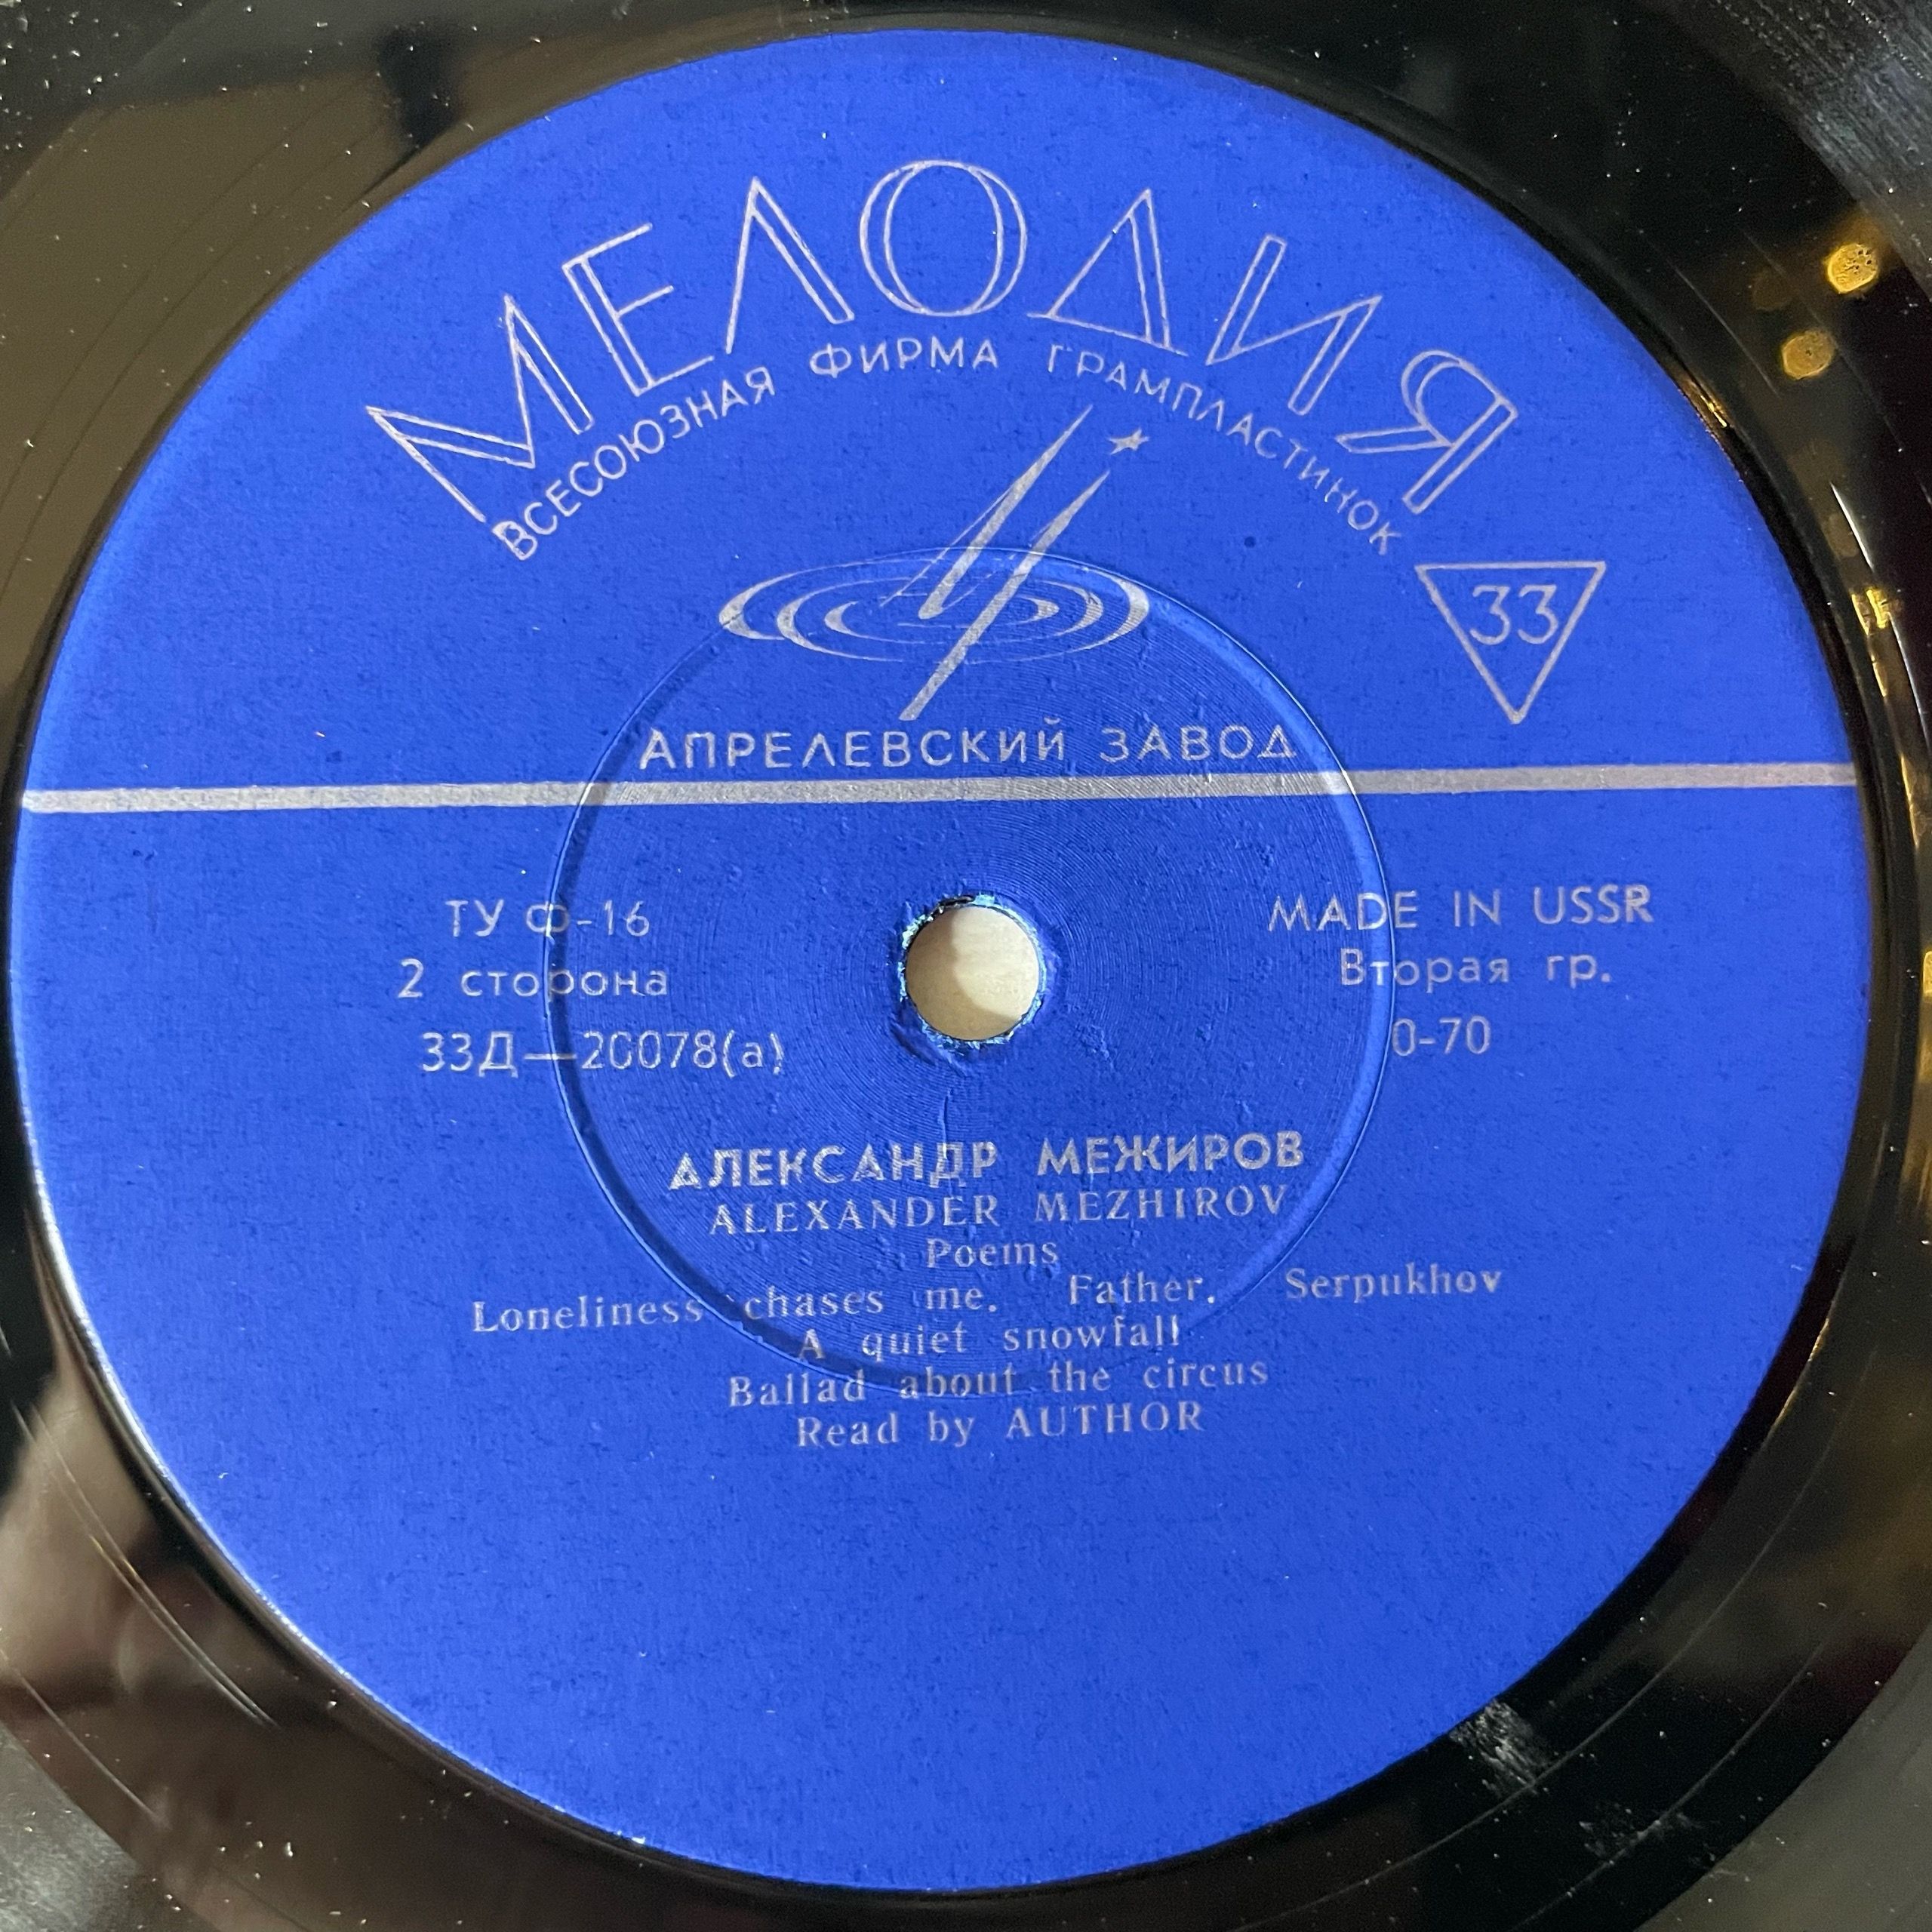 МЕЛОДИЯ
ВСЕСОЮЗНАЯ ФИРМА ГРАМПЛАСТИНОК
33
АПРЕЛЕВСКИЙ ЗАВОД
ТУ Ф-16
MADE IN USSR
2 сторона
Вторая гр.
33Д—20078(а)
0-70
АЛЕКСАНДР МЕЖИРОВ
ALEXANDER MEZHIROV
Poems
Loneliness chases me. Father. Serpukhov
A quiet snowfall
Ballad about the circus
Read by AUTHOR